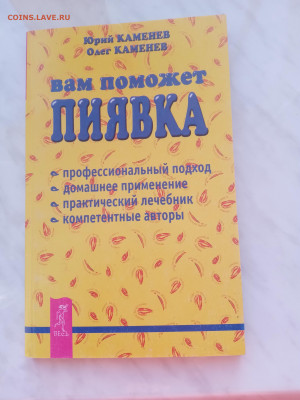 COINS.LAVE.RU
Юрий КАМЕНЕВ
Олег КАМЕНЕВ
вам поможет
ПИЯВКА
профессиональный подход
домашнее применение
практический лечебник
компетентные авторы
ВЕСЬ